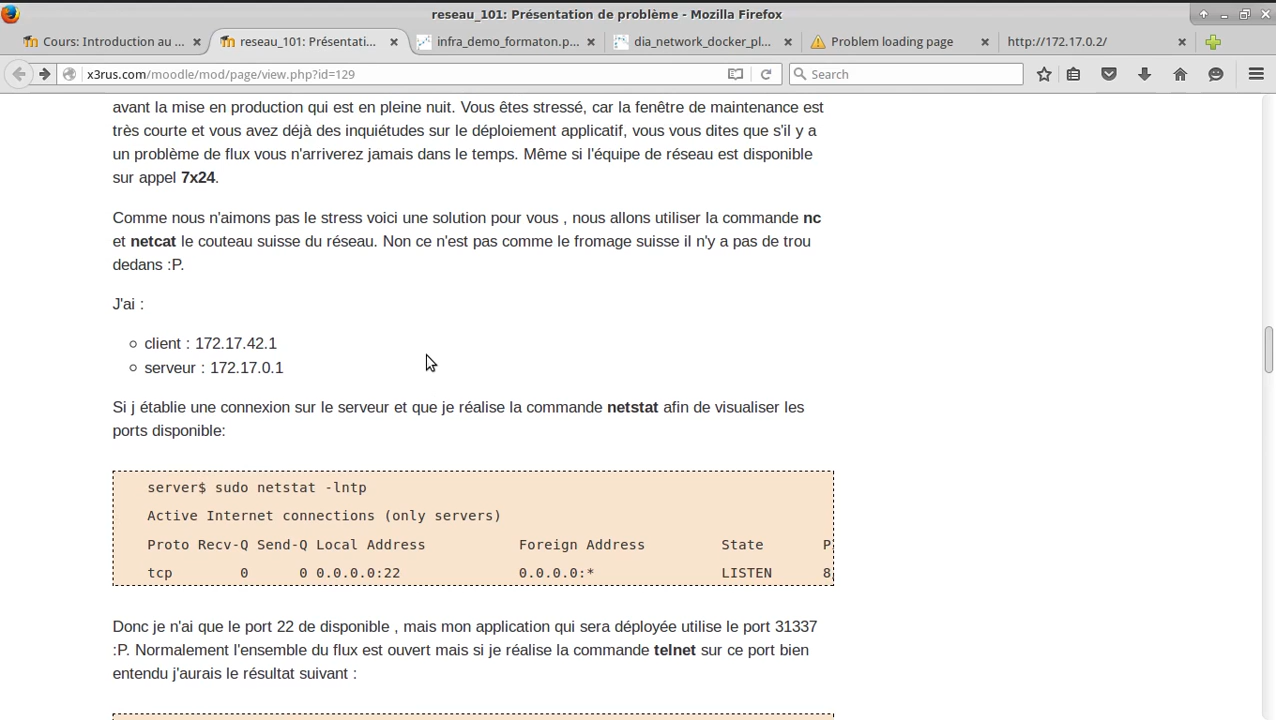 reseau_101: Présentation de problème - Mozilla Firefox
Cours: Introduction au ...
reseau_101: Présentati...
infra_demo_formaton.p...
dia_network_docker_pl...
Problem loading page
http://172.17.0.2/
x3rus.com/moodle/mod/page/view.php?id=129
Search
avant la mise en production qui est en pleine nuit. Vous êtes stressé, car la fenêtre de maintenance est
très courte et vous avez déjà des inquiétudes sur le déploiement applicatif, vous vous dites que s'il y a
un problème de flux vous n'arriverez jamais dans le temps. Même si l'équipe de réseau est disponible
sur appel 7x24.
Comme nous n'aimons pas le stress voici une solution pour vous , nous allons utiliser la commande nc
et netcat le couteau suisse du réseau. Non ce n'est pas comme le fromage suisse il n'y a pas de trou
dedans :P.
J'ai :
client : 172.17.42.1
serveur : 172.17.0.1
Si j établie une connexion sur le serveur et que je réalise la commande netstat afin de visualiser les
ports disponible:
server$ sudo netstat -lntp
Active Internet connections (only servers)
Proto Recv-Q Send-Q Local Address Foreign Address State P
tcp 0 0 0.0.0.0:22 0.0.0.0:* LISTEN 8
Donc je n'ai que le port 22 de disponible , mais mon application qui sera déployée utilise le port 31337
:P. Normalement l'ensemble du flux est ouvert mais si je réalise la commande telnet sur ce port bien
entendu j'aurais le résultat suivant :